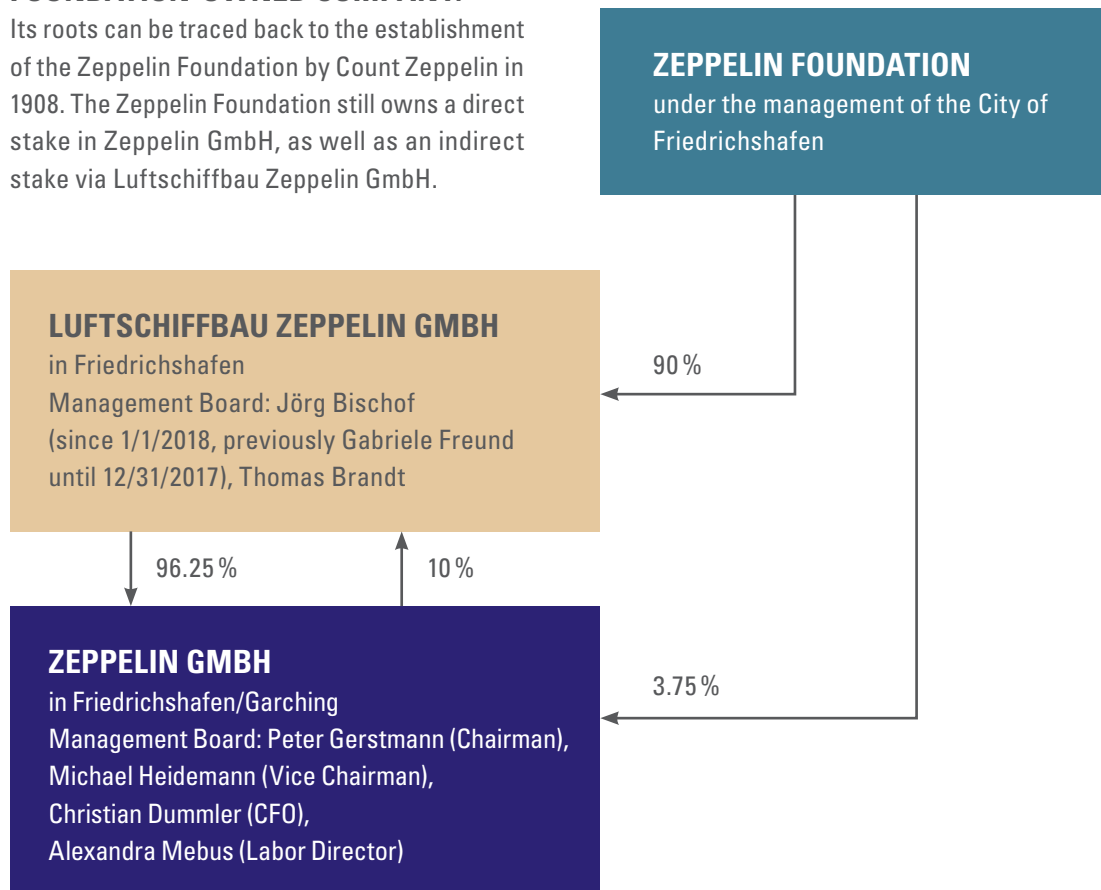 FOUNDATION-OWNED COMPANY.
Its roots can be traced back to the establishment
of the Zeppelin Foundation by Count Zeppelin in
1908. The Zeppelin Foundation still owns a direct
stake in Zeppelin GmbH, as well as an indirect
stake via Luftschiffbau Zeppelin GmbH.
ZEPPELIN FOUNDATION
under the management of the City of
Friedrichshafen
LUFTSCHIFFBAU ZEPPELIN GMBH
in Friedrichshafen
Management Board: Jörg Bischof
(since 1/1/2018, previously Gabriele Freund
until 12/31/2017), Thomas Brandt
90 %
96.25 %
10 %
ZEPPELIN GMBH
in Friedrichshafen/Garching
Management Board: Peter Gerstmann (Chairman),
Michael Heidemann (Vice Chairman),
Christian Dummler (CFO),
Alexandra Mebus (Labor Director)
3.75 %